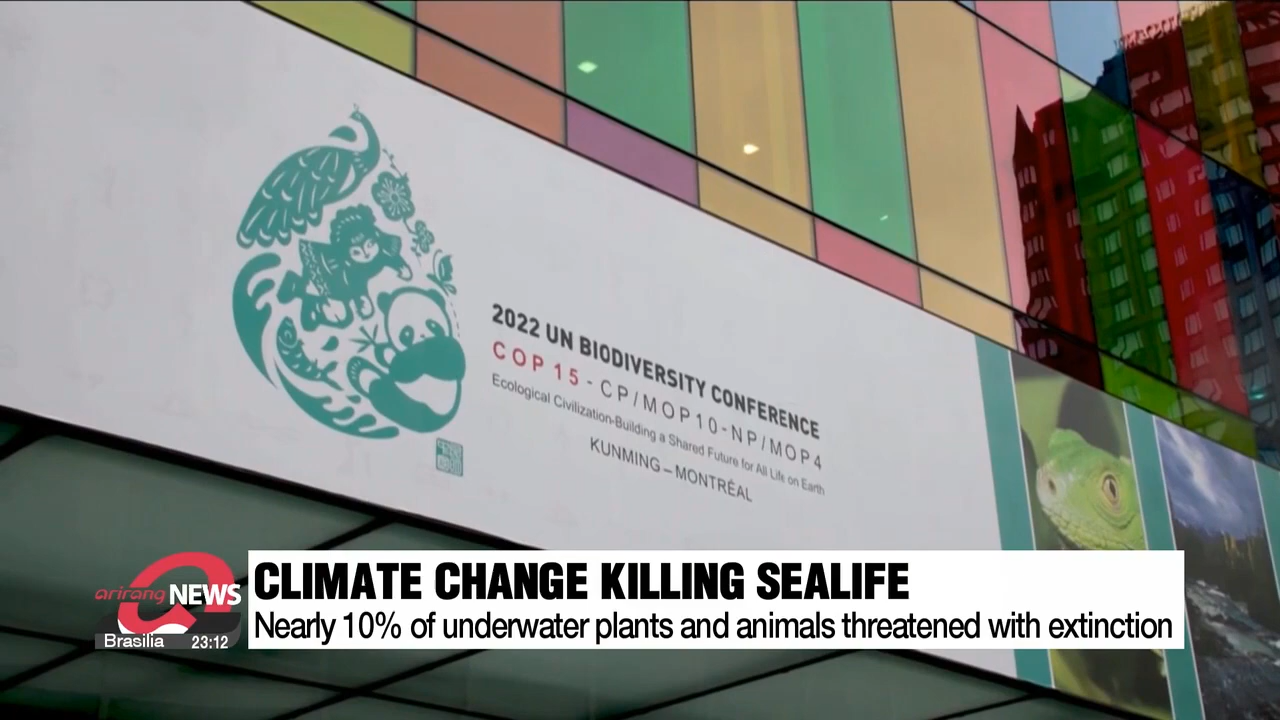 2022 UN BIODIVERSITY CONFERENCE
COP 15 - CP/MOP10-NP/MOP4
Ecological Civilization-Building a Shared Future for All Life on Earth
KUNMING – MONTRÉAL
arirang NEWS
Brasilia 23:12
CLIMATE CHANGE KILLING SEALIFE
Nearly 10% of underwater plants and animals threatened with extinction